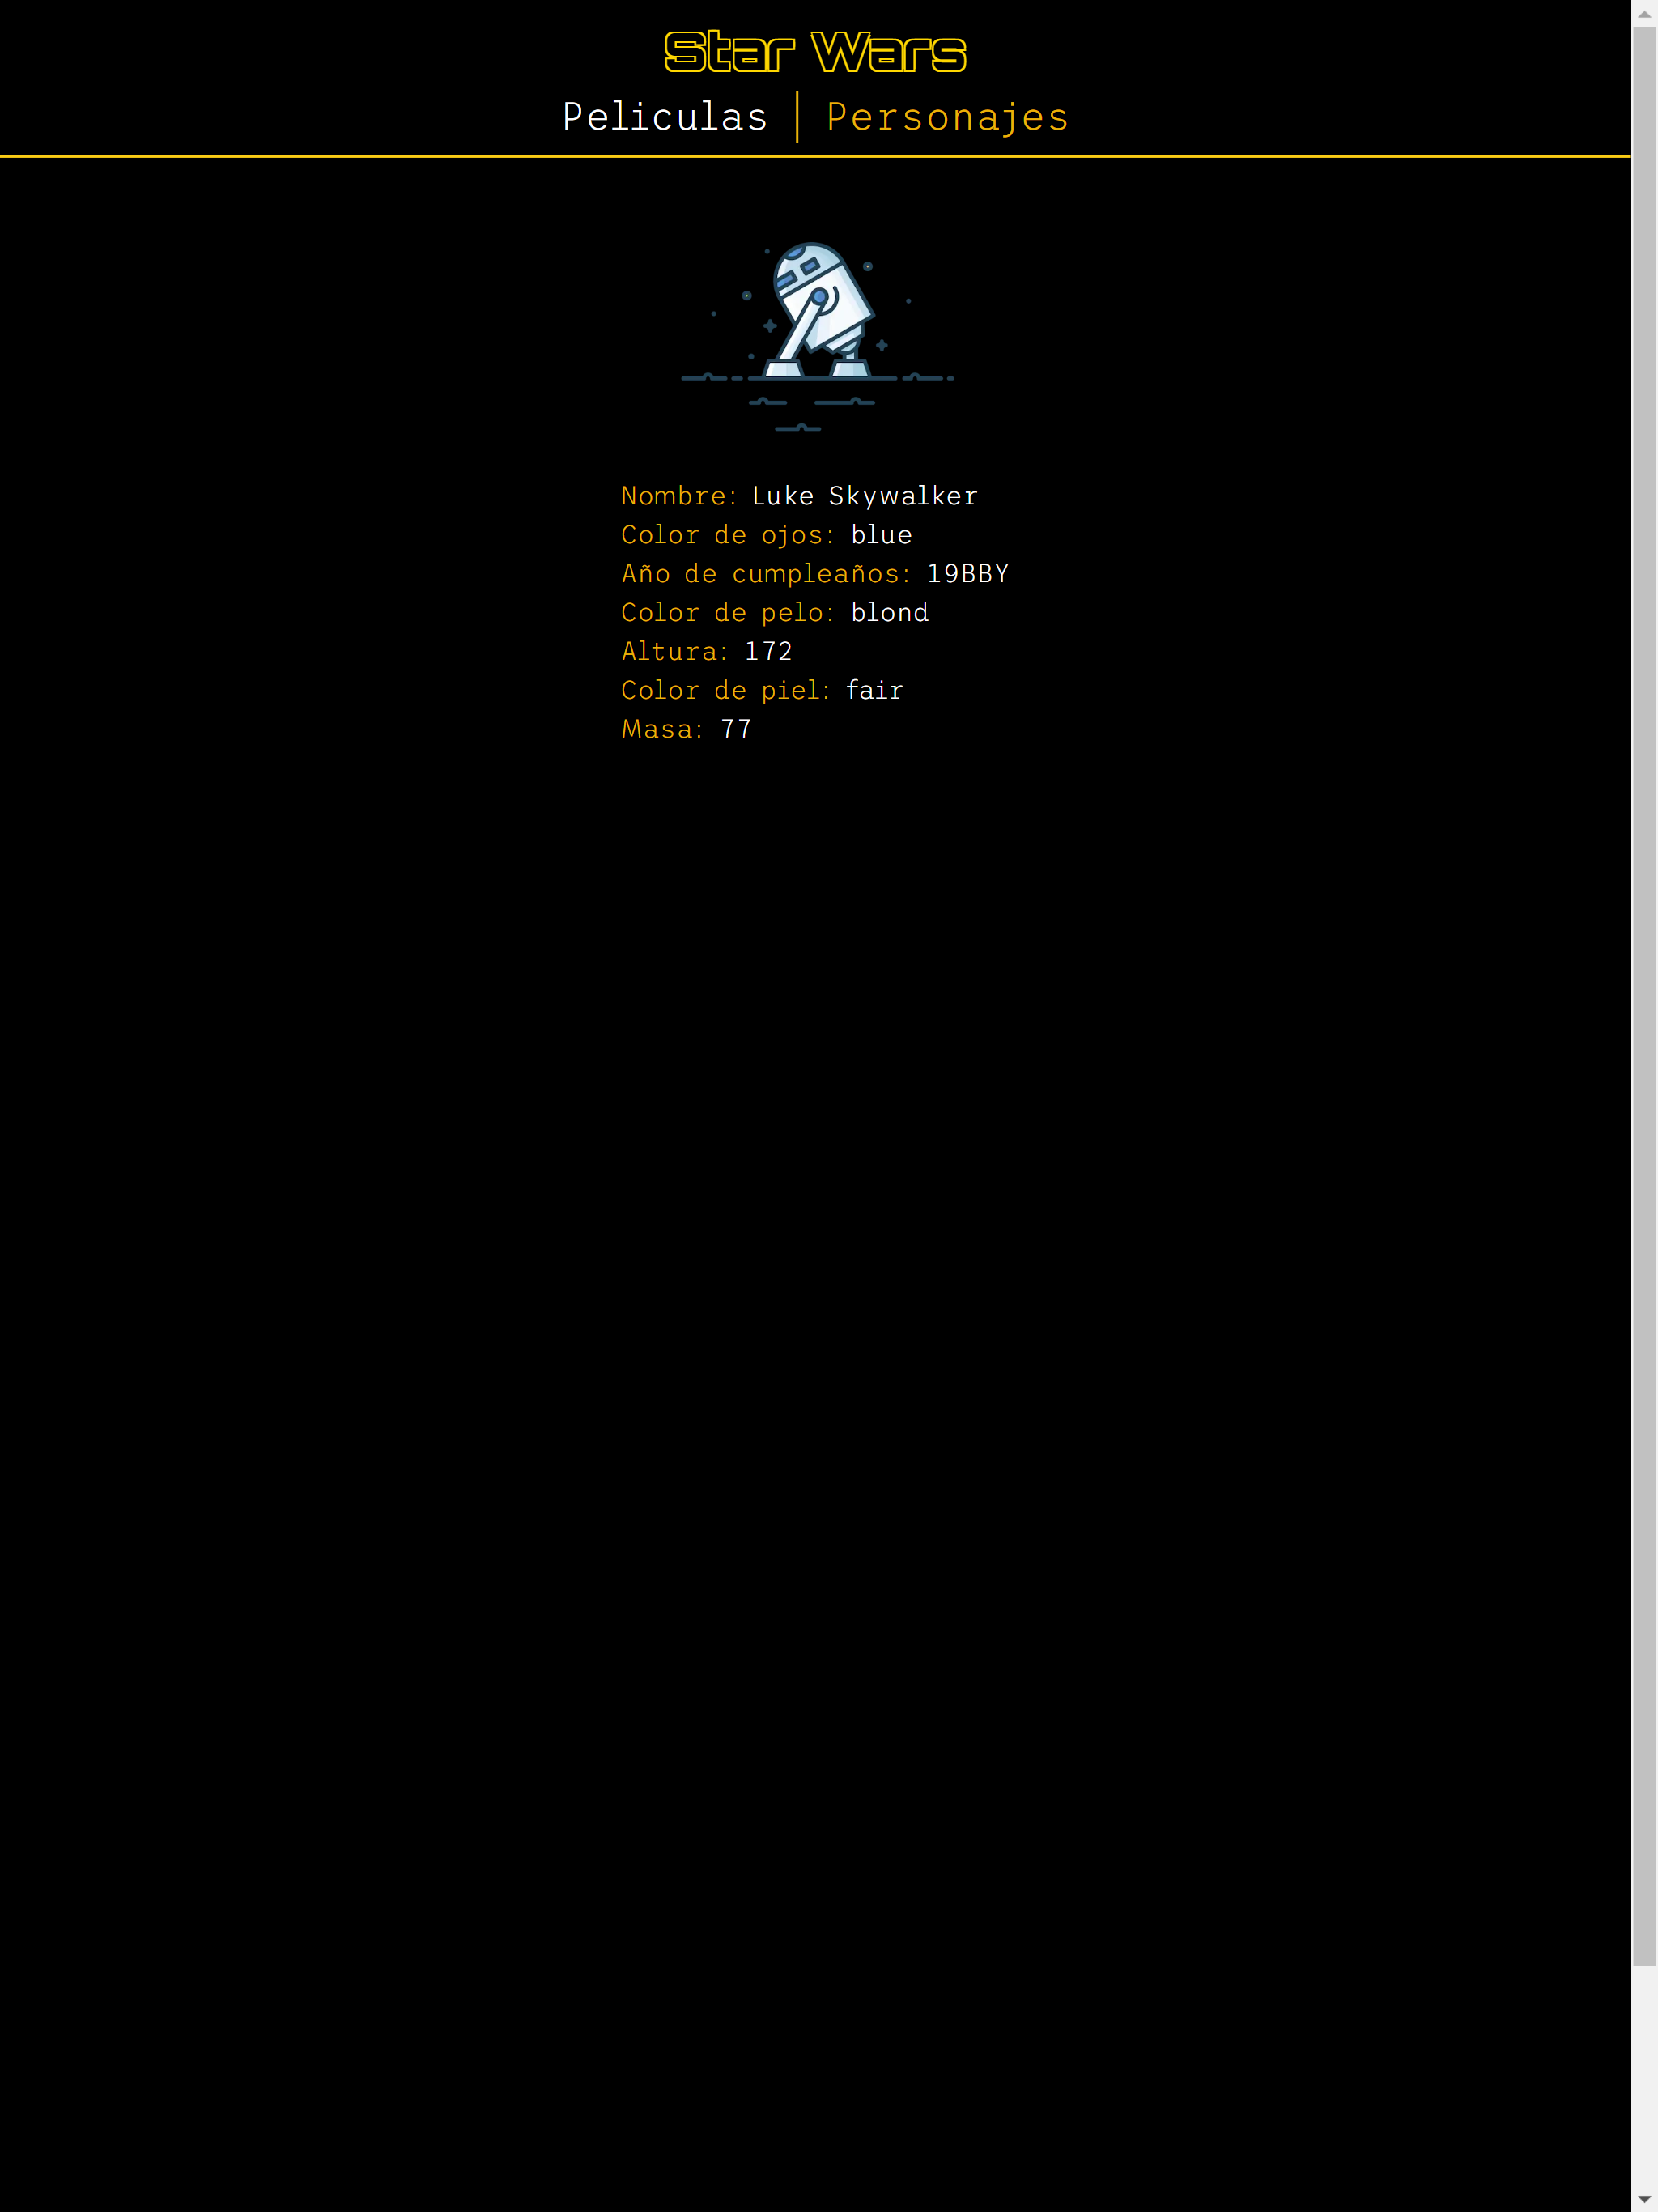 Star Wars
Peliculas | Personajes
Nombre: Luke Skywalker
Color de ojos: blue
Año de cumpleaños: 19BBY
Color de pelo: blond
Altura: 172
Color de piel: fair
Masa: 77